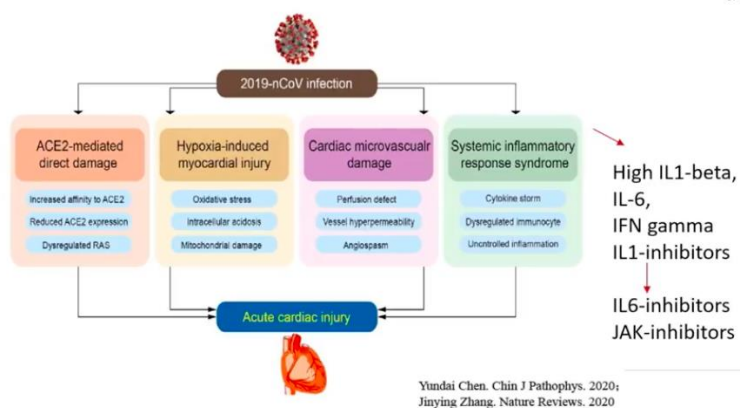 2019-nCoV infection
ACE2-mediated
direct damage
Increased affinity to ACE2
Reduced ACE2 expression
Dysregulated RAS
Hypoxia-induced
myocardial injury
Oxidative stress
Intracellular acidosis
Mitochondrial damage
Cardiac microvascualr
damage
Perfusion defect
Vessel hyperpermeability
Angiospasm
Systemic inflammatory
response syndrome
Cytokine storm
Dysregulated immunocyte
Uncntrolled inflammation
High IL1-beta,
IL-6,
IFN gamma
IL1-inhibitors
IL6-inhibitors
JAK-inhibitors
Acute cardiac injury
Yundai Chen. Chin J Pathophys. 2020;
Jinying Zhang. Nature Reviews. 2020